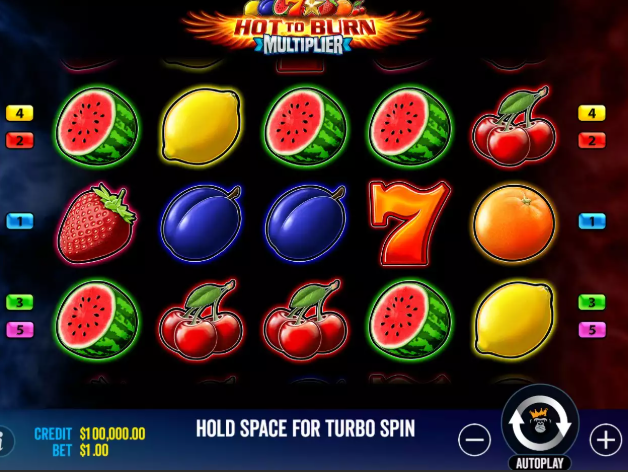 HOT TO BURN
MULTIPLIER
4 4
2 2
7
1 1
3 3
5 5
CREDIT $100,000.00
BET $1.00
HOLD SPACE FOR TURBO SPIN
i
AUTOPLAY